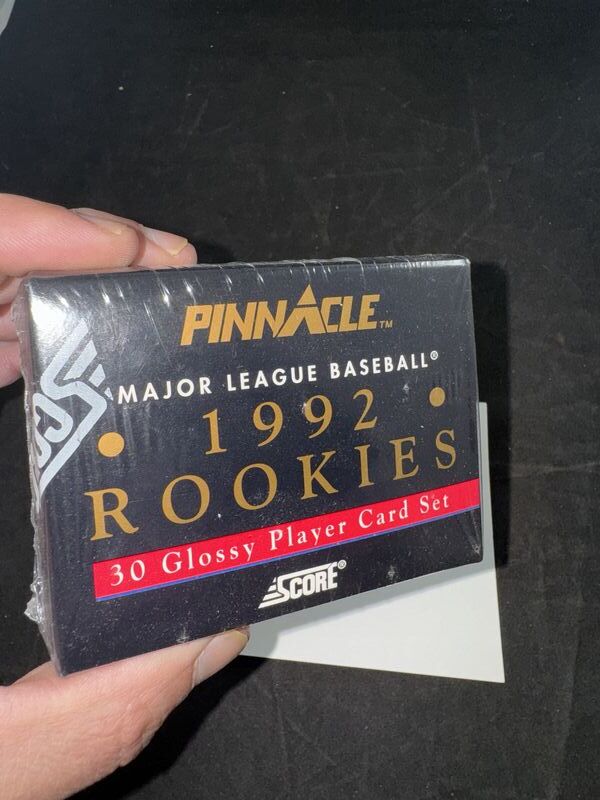 PINNACLE™
MAJOR LEAGUE BASEBALL®
• 1992 •
ROOKIES
30 Glossy Player Card Set
SCORE®